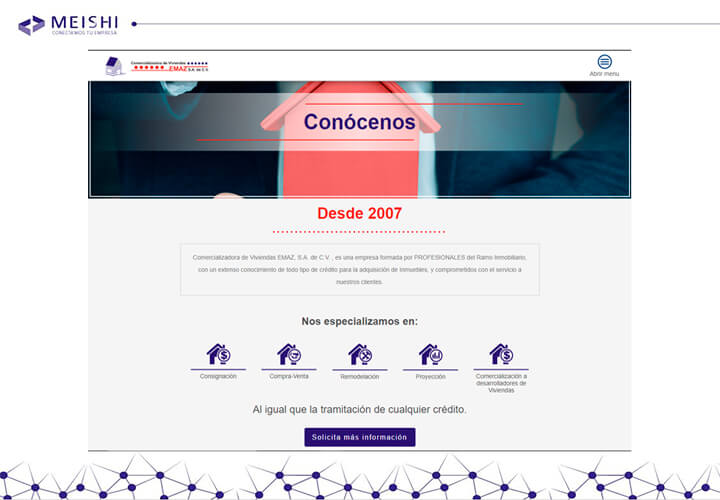 MEISHI
CONECTEMOS TU EMPRESA
Comercializadora de Viviendas
EMAZ S.A. de C.V.
Abrir menu
Conócenos
Desde 2007
Comercializadora de Viviendas EMAZ, S.A. de C.V. , es una empresa formada por PROFESIONALES del Ramo Inmobiliario,
con un extenso conocimiento de todo tipo de crédito para la adquisición de Inmuebles, y comprometidos con el servicio a
nuestros clientes.
Nos especializamos en:
Consignación
Compra-Venta
Remodelación
Proyección
Comercialización a
desarrolladores de
Viviendas
Al igual que la tramitación de cualquier crédito.
Solicita más información